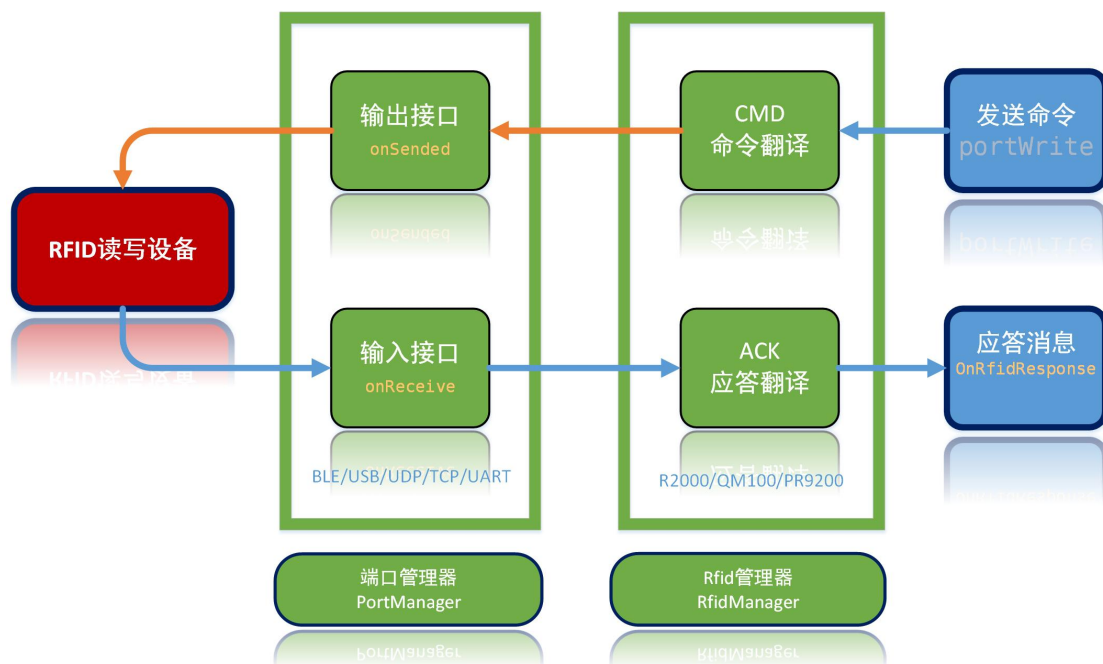 输出接口
onSended
CMD
命令翻译
发送命令
portWrite
RFID读写设备
输入接口
onReceive
ACK
应答翻译
应答消息
OnRfidResponse
BLE/USB/UDP/TCP/UART
R2000/QM100/PR9200
端口管理器
PortManager
Rfid管理器
RfidManager